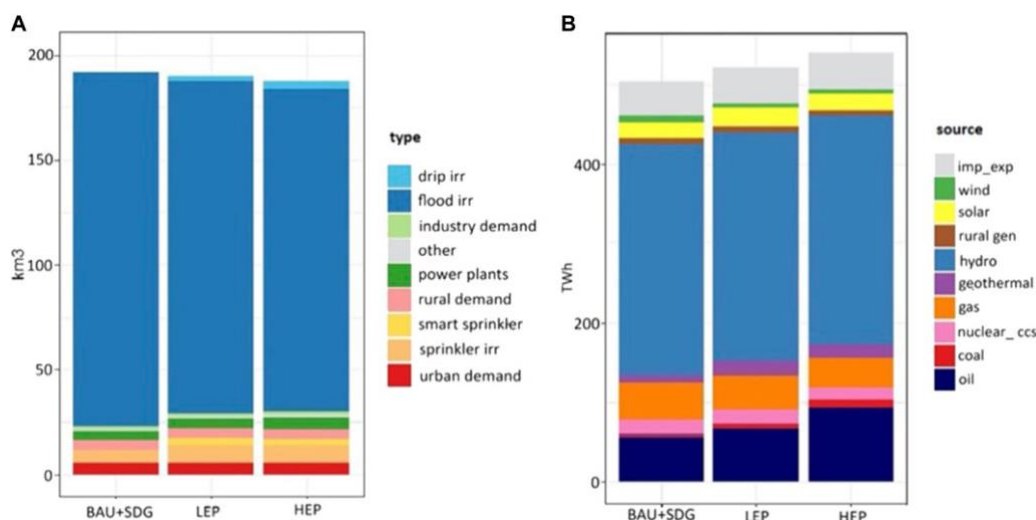 A
200
150
100
50
0
km3
BAU+SDG LEP HEP
type
drip irr
flood irr
industry demand
other
power plants
rural demand
smart sprinkler
sprinkler irr
urban demand
B
400
200
0
TWh
BAU+SDG LEP HEP
source
imp_exp
wind
solar
rural gen
hydro
geothermal
gas
nuclear_ ccs
coal
oil